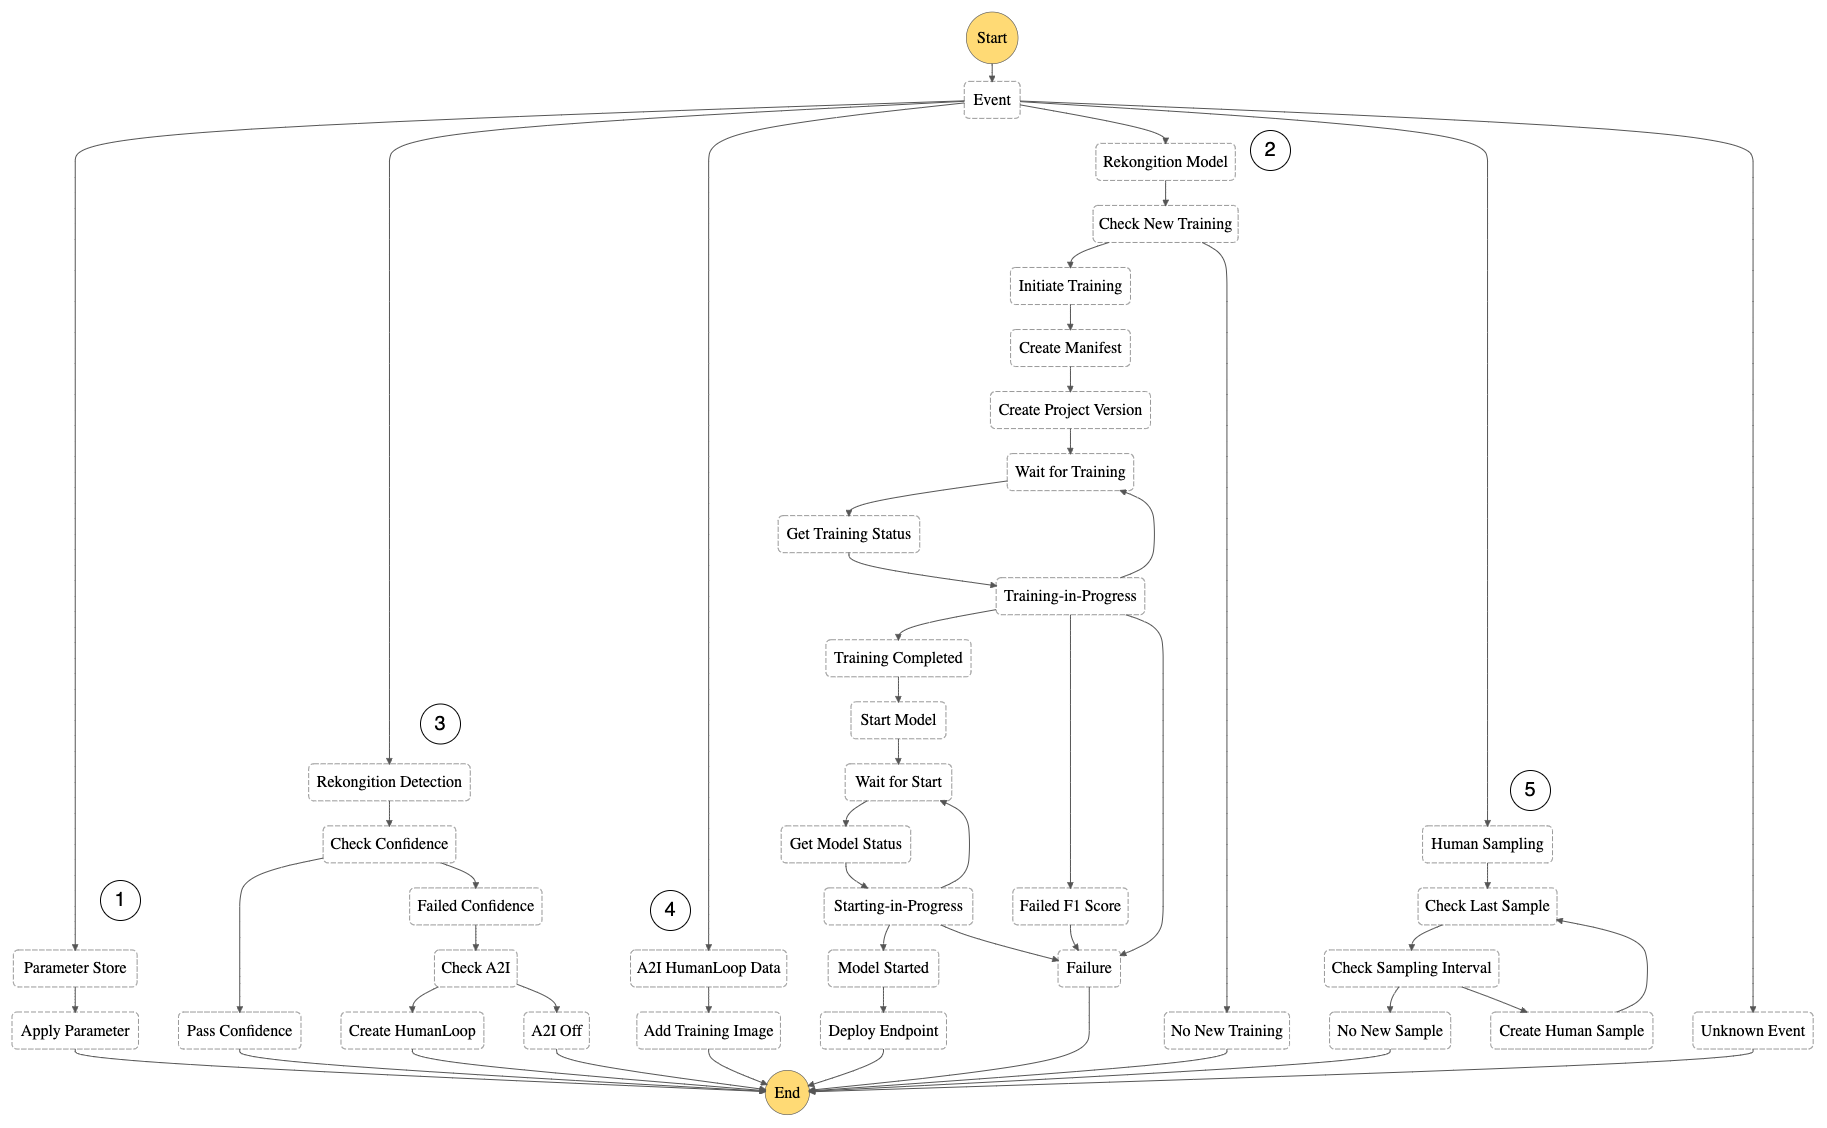 Start
Event
Rekongition Model
2
Check New Training
Initiate Training
Create Manifest
Create Project Version
Wait for Training
Get Training Status
Training-in-Progress
Training Completed
Start Model
3
Rekongition Detection
Wait for Start
5
Check Confidence
Get Model Status
Human Sampling
1
Failed Confidence
4
Starting-in-Progress
Failed F1 Score
Check Last Sample
Parameter Store
Check A2I
A2I HumanLoop Data
Model Started
Failure
Check Sampling Interval
Apply Parameter
Pass Confidence
Create HumanLoop
A2I Off
Add Training Image
Deploy Endpoint
No New Training
No New Sample
Create Human Sample
Unknown Event
End